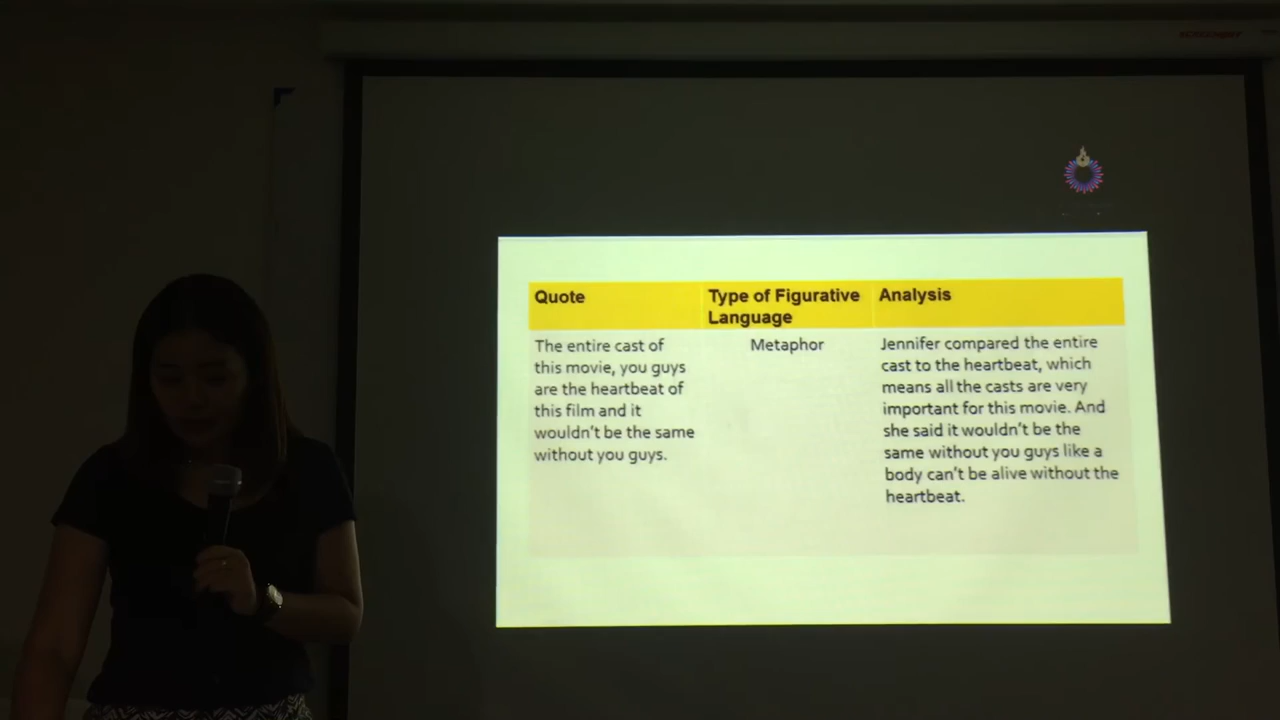 Quote
Type of Figurative
Language
Analysis
The entire cast of
this movie, you guys
are the heartbeat of
this film and it
wouldn't be the same
without you guys.
Metaphor
Jennifer compared the entire
cast to the heartbeat, which
means all the casts are very
important for this movie. And
she said it wouldn't be the
same without you guys like a
body can't be alive without the
heartbeat.